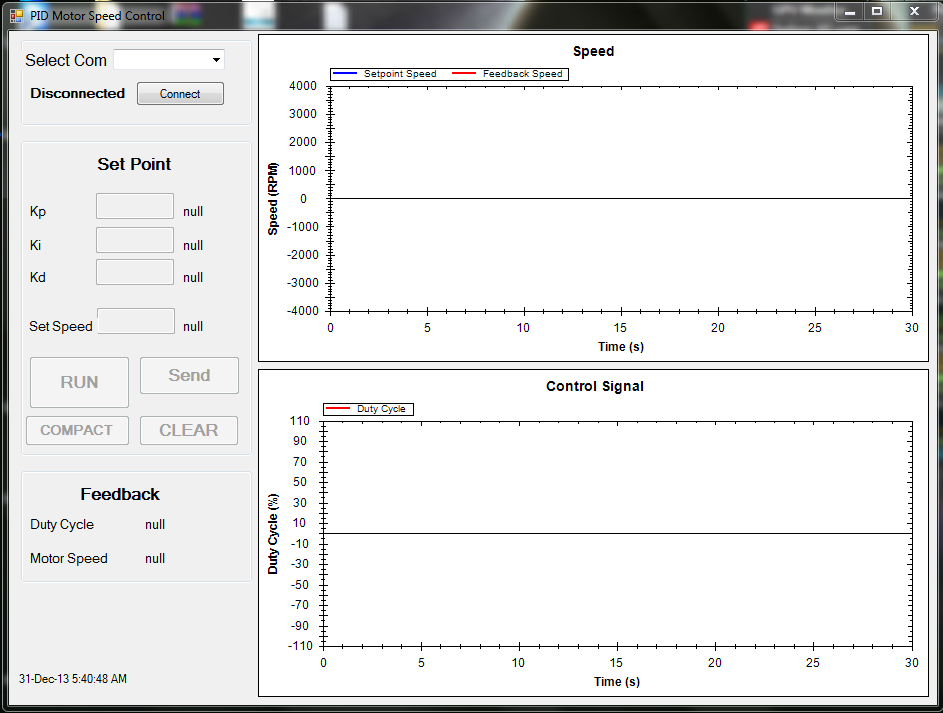 PID Motor Speed Control
Select Com
Disconnected Connect
Set Point
Kp null
Ki null
Kd null
Set Speed null
RUN Send
COMPACT CLEAR
Feedback
Duty Cycle null
Motor Speed null
31-Dec-13 5:40:48 AM
Speed
Setpoint Speed Feedback Speed
Speed (RPM)
4000
3000
2000
1000
0
-1000
-2000
-3000
-4000
0 5 10 15 20 25 30
Time (s)
Control Signal
Duty Cycle
Duty Cycle (%)
110
90
70
50
30
10
-10
-30
-50
-70
-90
-110
0 5 10 15 20 25 30
Time (s)